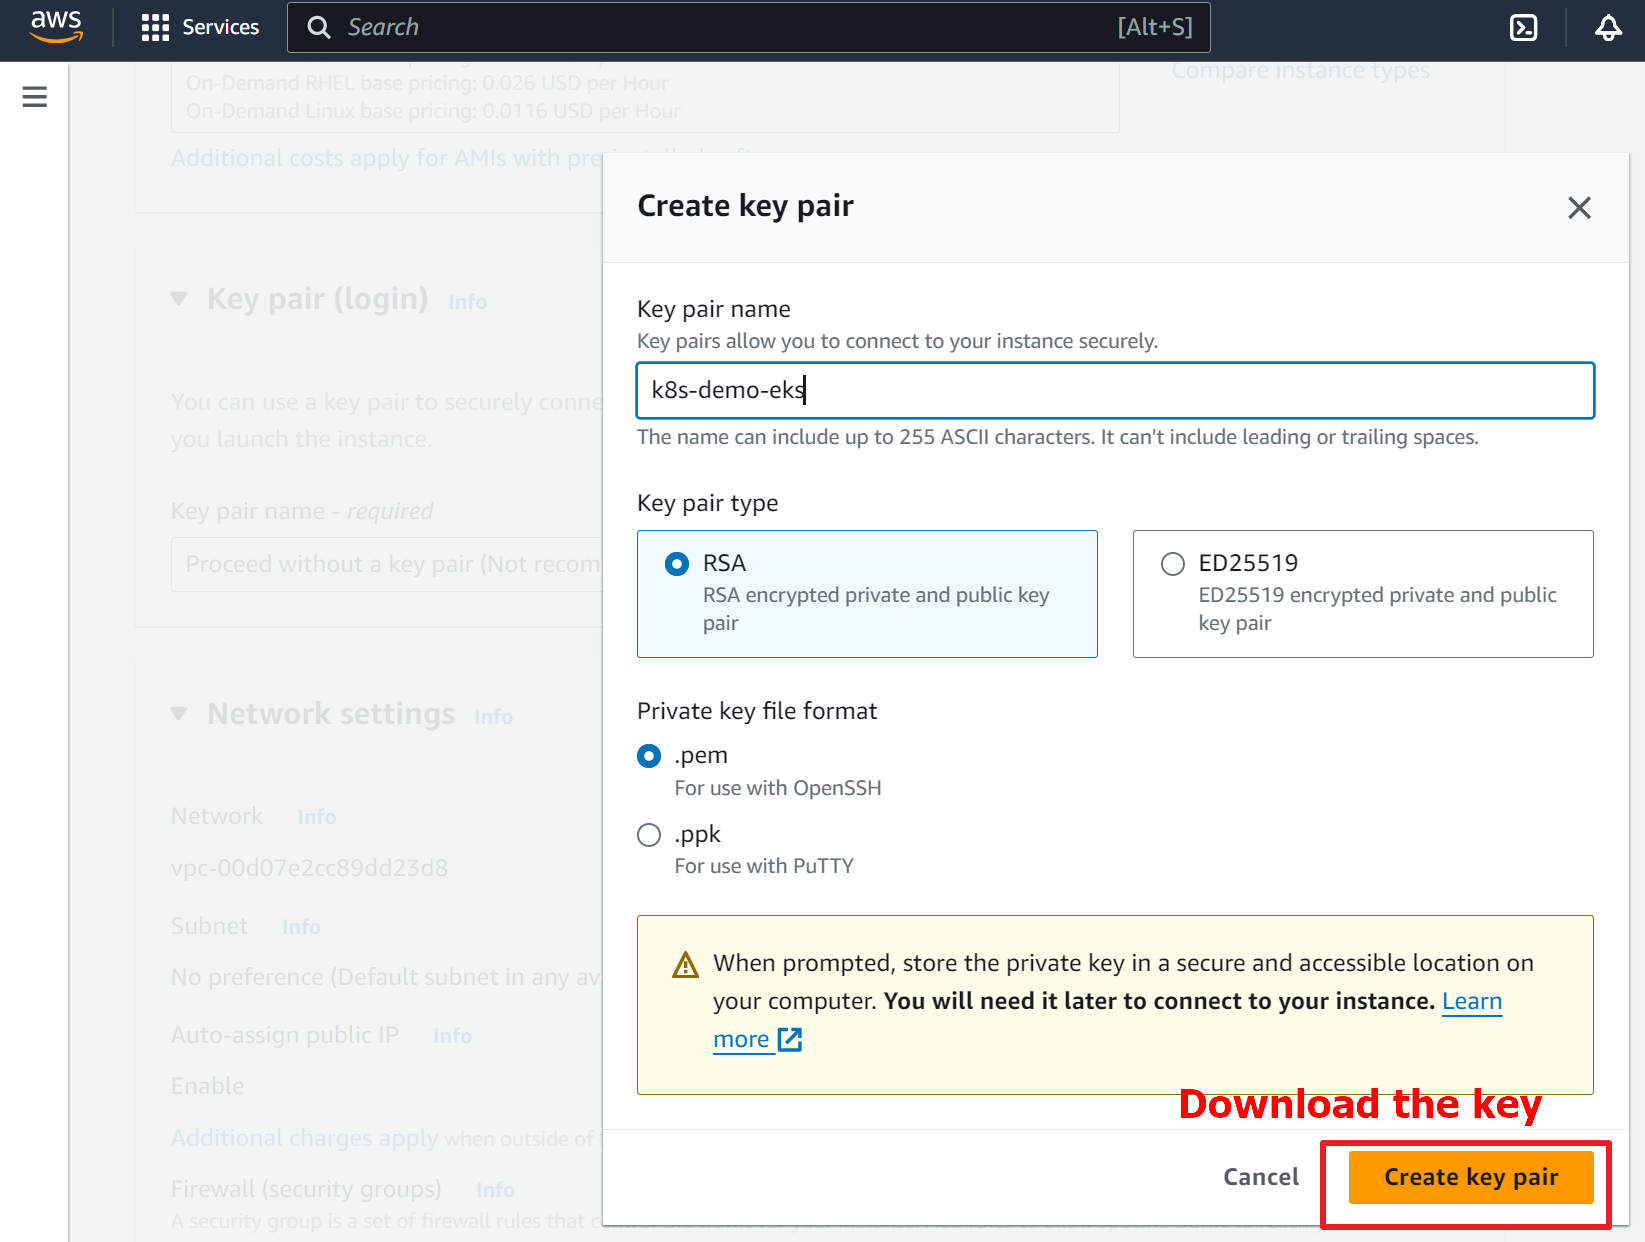 aws
Services
Search
[Alt+S]
On-Demand RHEL base pricing: 0.026 USD per Hour
On-Demand Linux base pricing: 0.0116 USD per Hour
Compare instance types
Additional costs apply for AMIs with
Create key pair
Key pair (login) Info
Key pair name
Key pairs allow you to connect to your instance securely.
k8s-demo-eks
The name can include up to 255 ASCII characters. It can't include leading or trailing spaces.
You can use a key pair to securely conne
you launch the instance.
Key pair name - required
Proceed without a key pair (Not recom
Key pair type
RSA
RSA encrypted private and public key
pair
ED25519
ED25519 encrypted private and public
key pair
Network settings Info
Private key file format
.pem
For use with OpenSSH
.ppk
For use with PuTTY
Network Info
vpc-00d07e2cc89dd23d8
Subnet Info
No preference (Default subnet in any av
Auto-assign public IP Info
Enable
Additional charges apply when outside of
When prompted, store the private key in a secure and accessible location on
your computer. You will need it later to connect to your instance. Learn
more
Download the key
Cancel
Create key pair
Firewall (security groups) Info
A security group is a set of firewall rules that